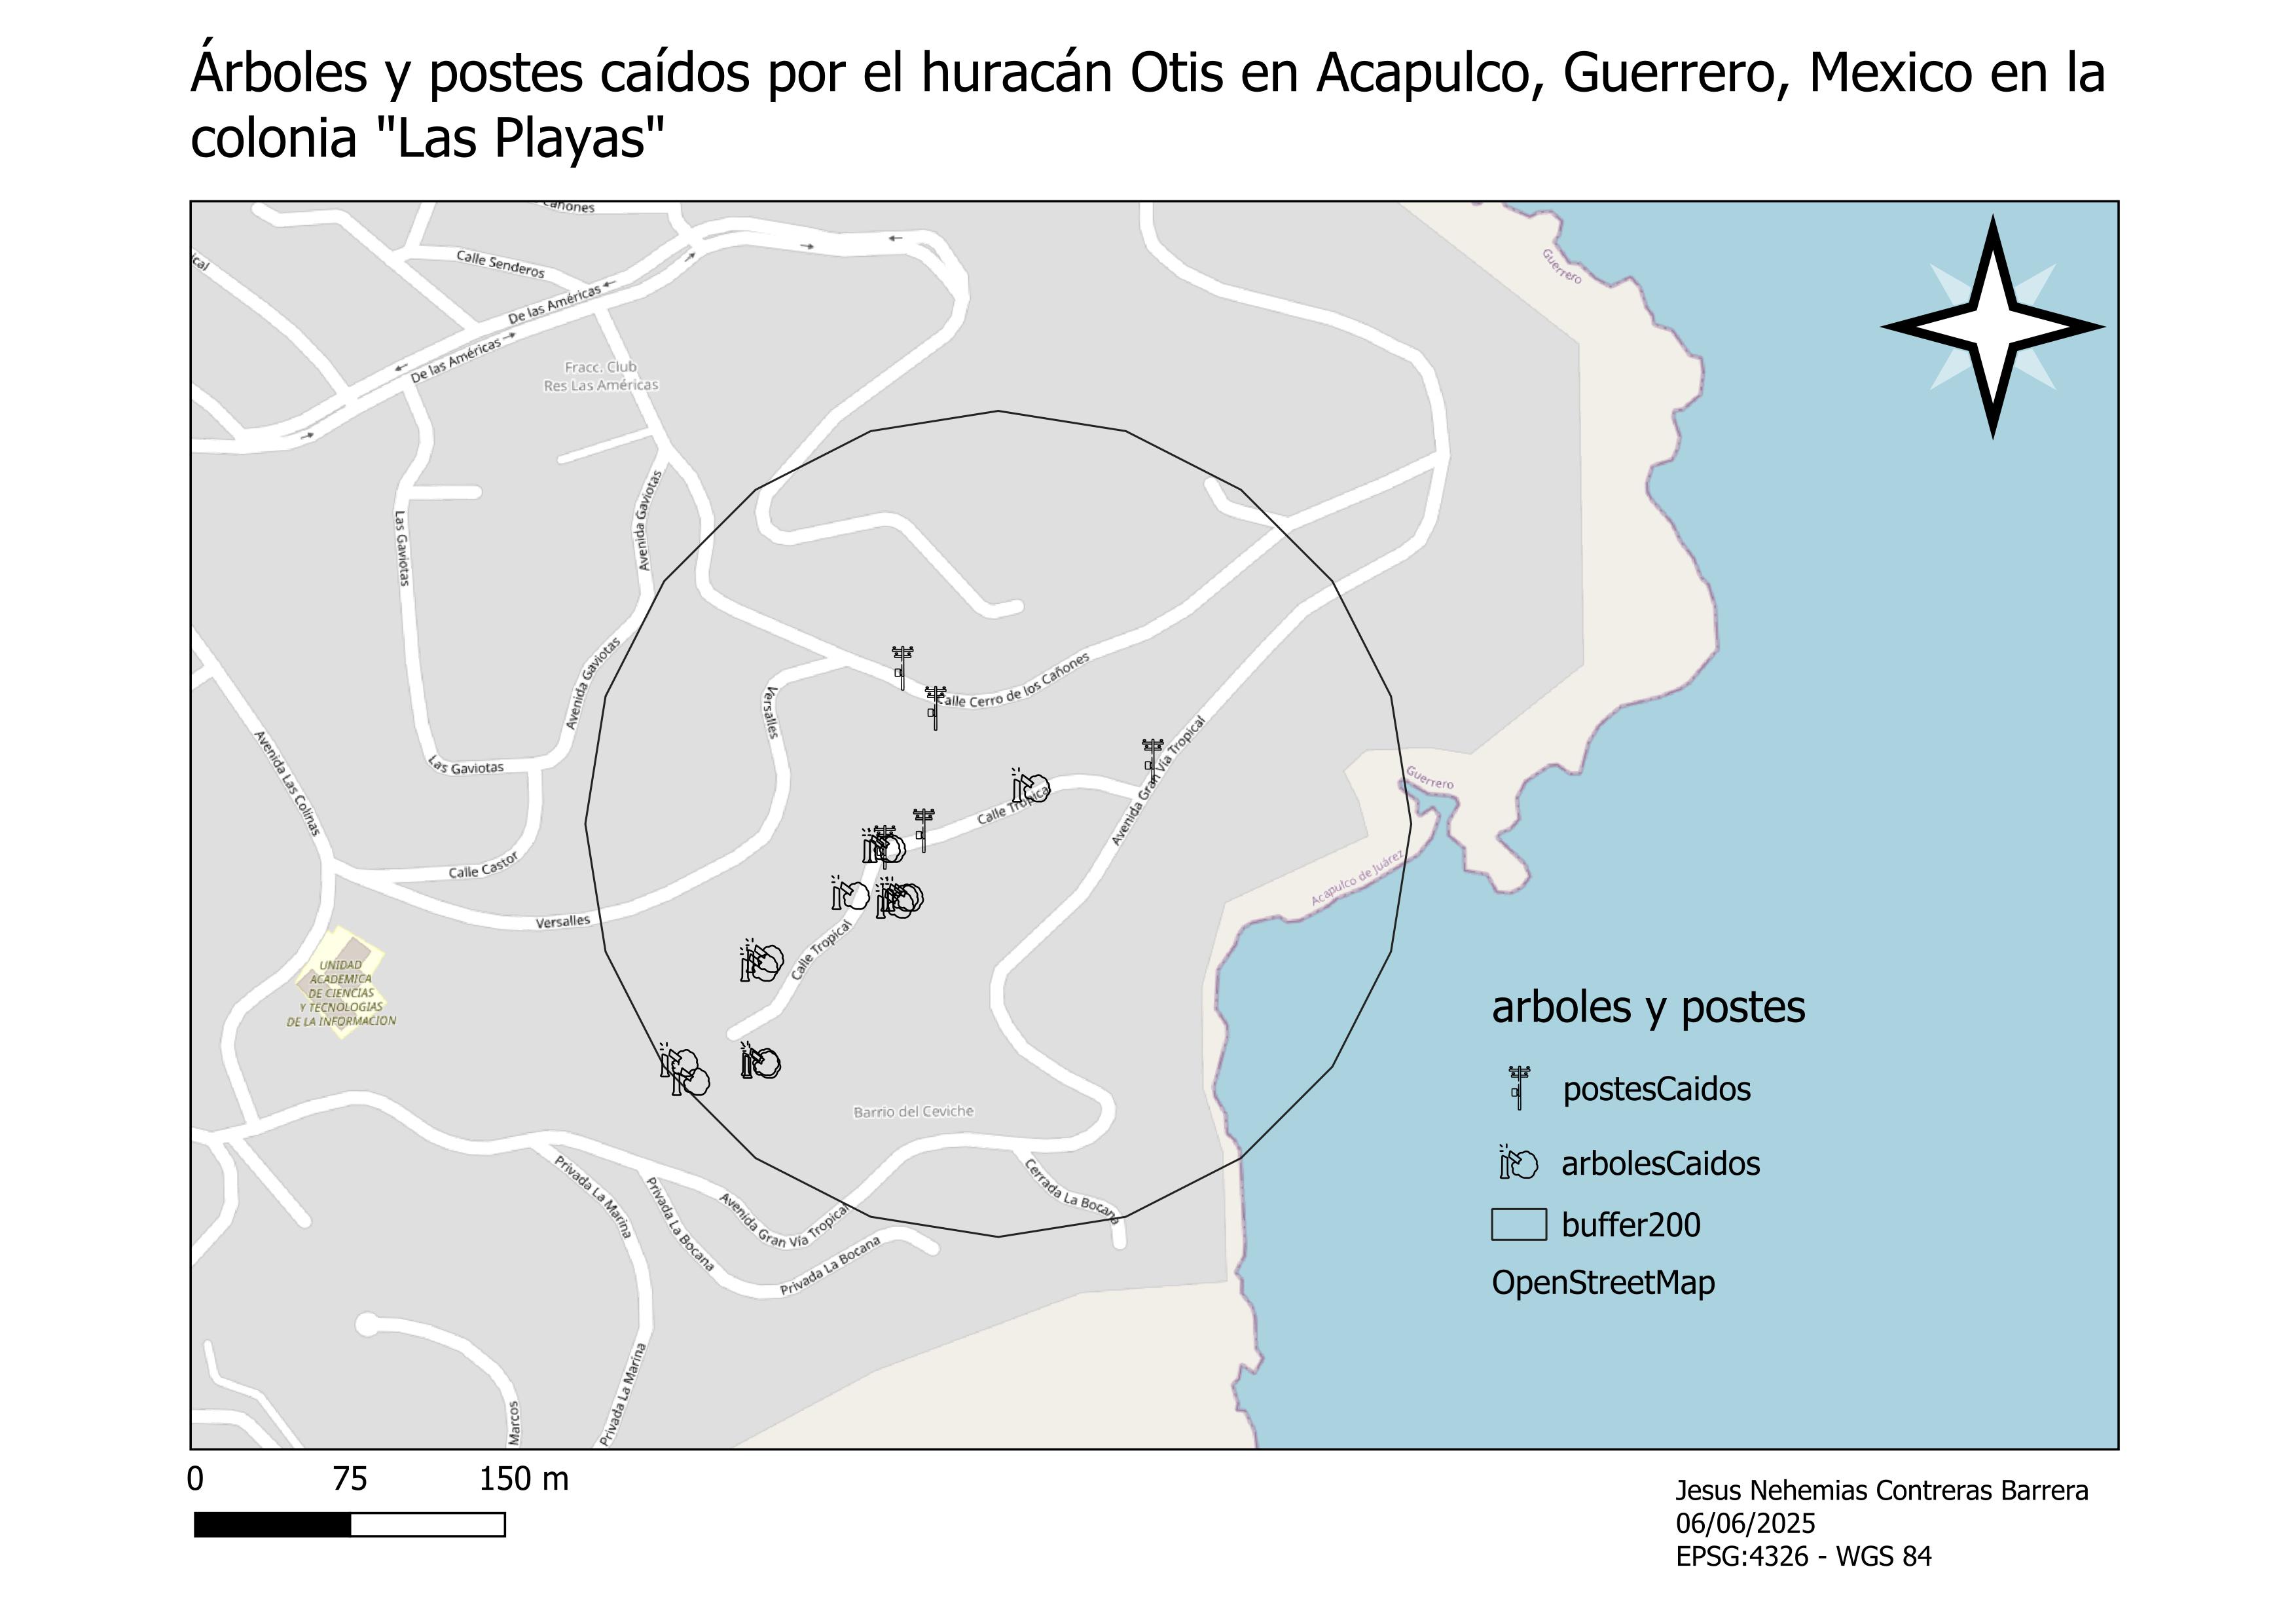 Árboles y postes caídos por el huracán Otis en Acapulco, Guerrero, Mexico en la
colonia "Las Playas"
añones
ical
Calle Senderos
De las Américas
De las Américas
Fracc. Club
Res Las Américas
Guerrero
Avenida Gaviotas
Las Gaviotas
Avenida Gaviotas
Versalles
Calle Cerro de los Cañones
Avenida Gran Vía Tropical
Las Gaviotas
Avenida Las Colinas
Calle Tropical
Guerrero
Calle Castor
Acapulco de Juárez
Versalles
Calle Tropical
UNIDAD
ACADEMICA
DE CIENCIAS
Y TECNOLOGIAS
DE LA INFORMACION
Barrio del Ceviche
Privada La Marina
Privada La Bocana
Avenida Gran Vía Tropical
Cerrada La Bocana
Privada La Bocana
Privada La Marina
Marcos
arboles y postes
postesCaidos
arbolesCaidos
buffer200
OpenStreetMap
0 75 150 m
Jesus Nehemias Contreras Barrera
06/06/2025
EPSG:4326 - WGS 84